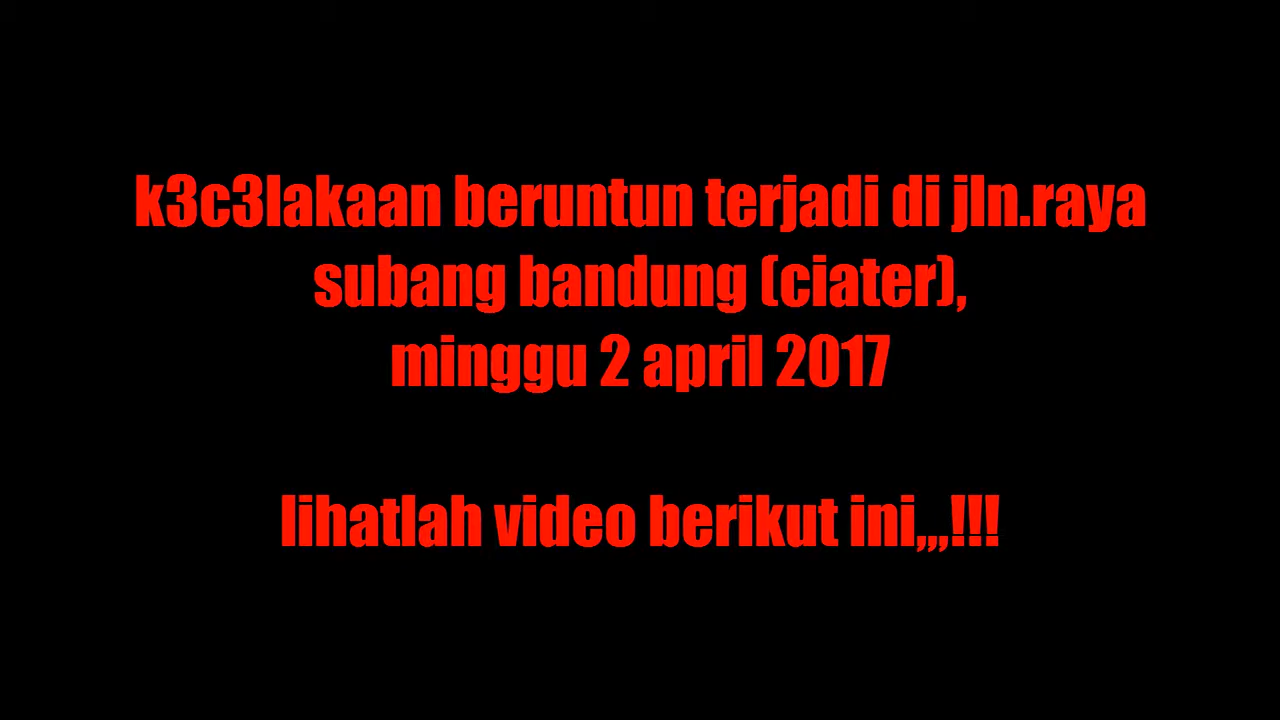 k3c3lakaan beruntun terjadi di jln.raya
subang bandung (ciater),
minggu 2 april 2017
lihatlah video berikut ini,,,!!!